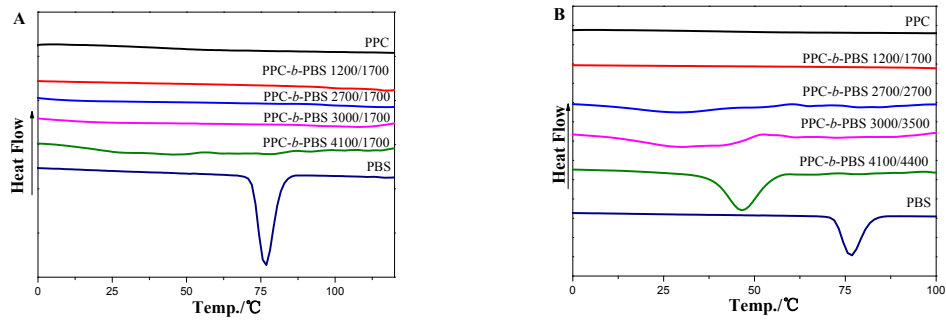 A
PPC
PPC-b-PBS 1200/1700
PPC-b-PBS 2700/1700
PPC-b-PBS 3000/1700
PPC-b-PBS 4100/1700
PBS
Heat Flow
0 25 50 75 100
Temp./℃
B
PPC
PPC-b-PBS 1200/1700
PPC-b-PBS 2700/2700
PPC-b-PBS 3000/3500
PPC-b-PBS 4100/4400
PBS
Heat Flow
0 25 50 75 100
Temp./℃